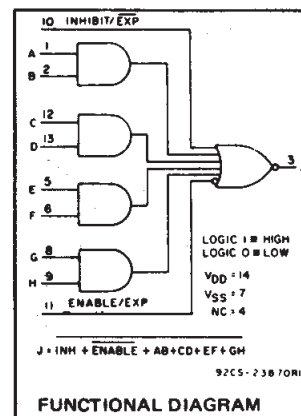 10 INHIBIT/EXP
A 1
B 2
C 12
D 13
E 5
F 6
G 8
H 9
ENABLE/EXP
11
3
LOGIC 1 ≡ HIGH
LOGIC 0 ≡ LOW
VDD = 14
VSS = 7
NC = 4
J = INH + ENABLE + AB+CD+EF+GH
92CS-23870RI
FUNCTIONAL DIAGRAM